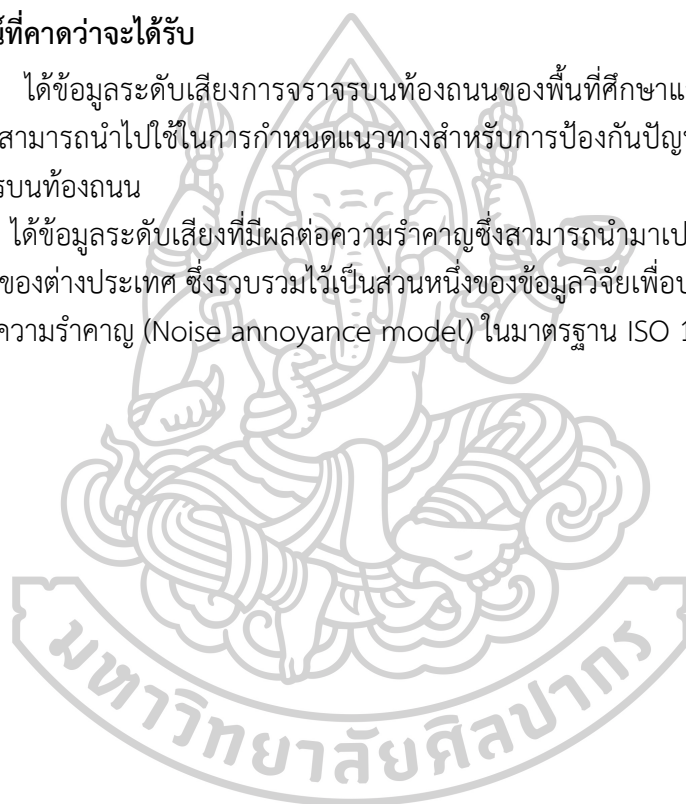 น์ที่คาดว่าจะได้รับ
ได้ข้อมูลระดับเสียงการจราจรบนท้องถนนของพื้นที่ศึกษาแ
สามารถนำไปใช้ในการกำหนดแนวทางสำหรับการป้องกันปัญ
รบนท้องถนน
ได้ข้อมูลระดับเสียงที่มีผลต่อความรำคาญซึ่งสามารถนำมาเป
ของต่างประเทศ ซึ่งรวบรวมไว้เป็นส่วนหนึ่งของข้อมูลวิจัยเพื่อป
ความรำคาญ (Noise annoyance model) ในมาตรฐาน ISO 1
มหาวิทยาลัยศิลปากร